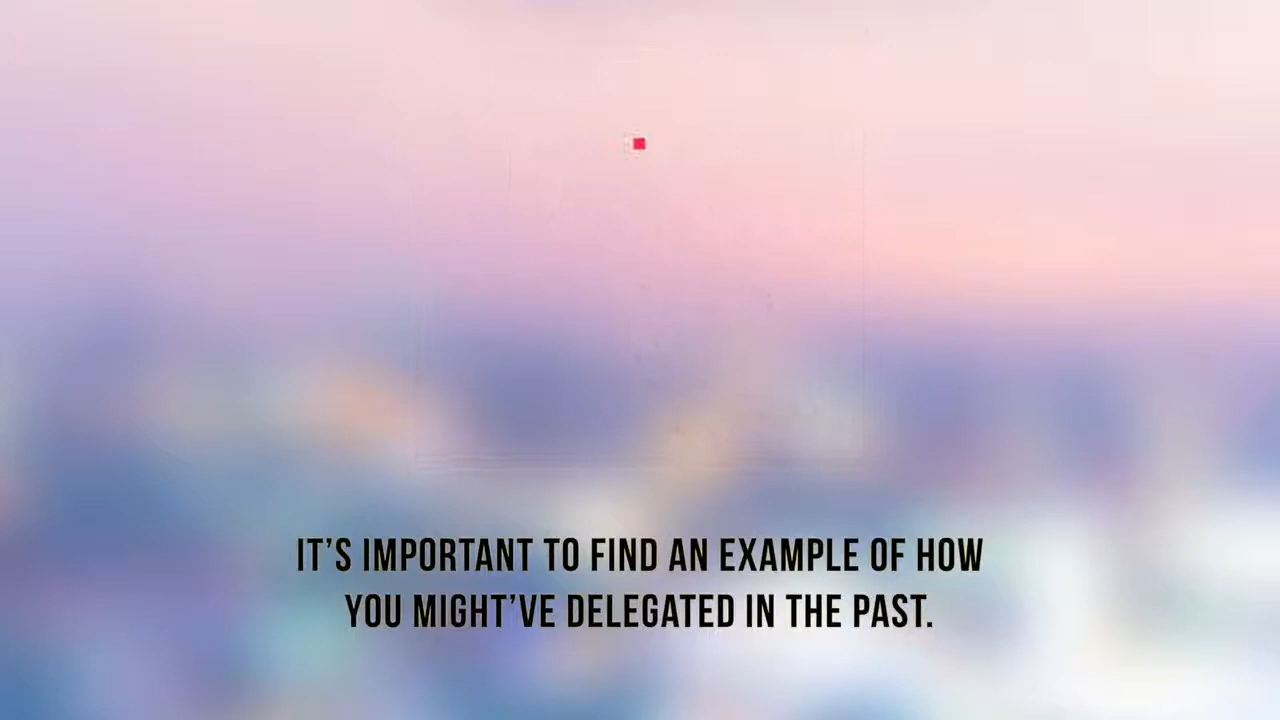 IT’S IMPORTANT TO FIND AN EXAMPLE OF HOW
YOU MIGHT’VE DELEGATED IN THE PAST.